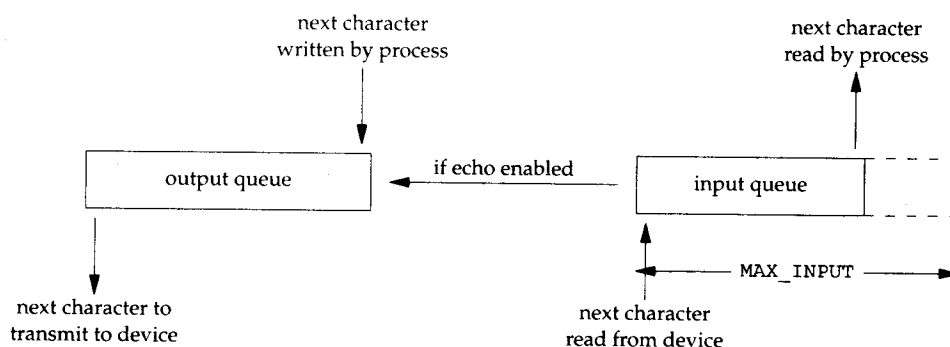 next character
written by process
next character
read by process
output queue
if echo enabled
input queue
MAX_INPUT
next character to
transmit to device
next character
read from device